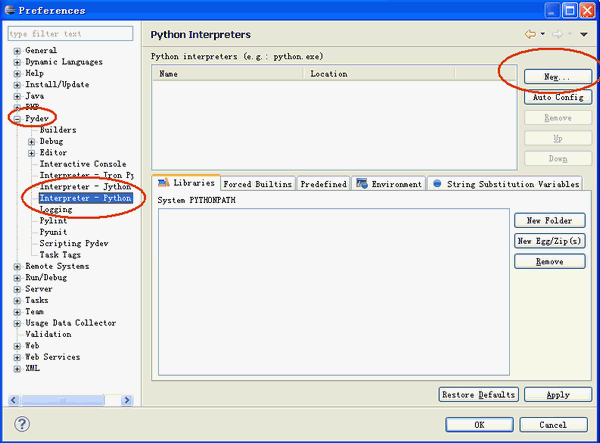 Preferences
type filter text
General
Dynamic Languages
Help
Install/Update
Java
PHP
Pydev
Builders
Debug
Editor
Interactive Console
Interpreter - Iron Py
Interpreter - Jython
Interpreter - Python
Logging
Pylint
Pyunit
Scripting Pydev
Task Tags
Remote Systems
Run/Debug
Server
Tasks
Team
Usage Data Collector
Validation
Web
Web Services
XML
Python Interpreters
Python interpreters (e.g.: python.exe)
Name Location
New...
Auto Config
Remove
Up
Down
Libraries Forced Builtins Predefined Environment String Substitution Variables
System PYTHONPATH
New Folder
New Egg/Zip(s)
Remove
Restore Defaults Apply
OK Cancel